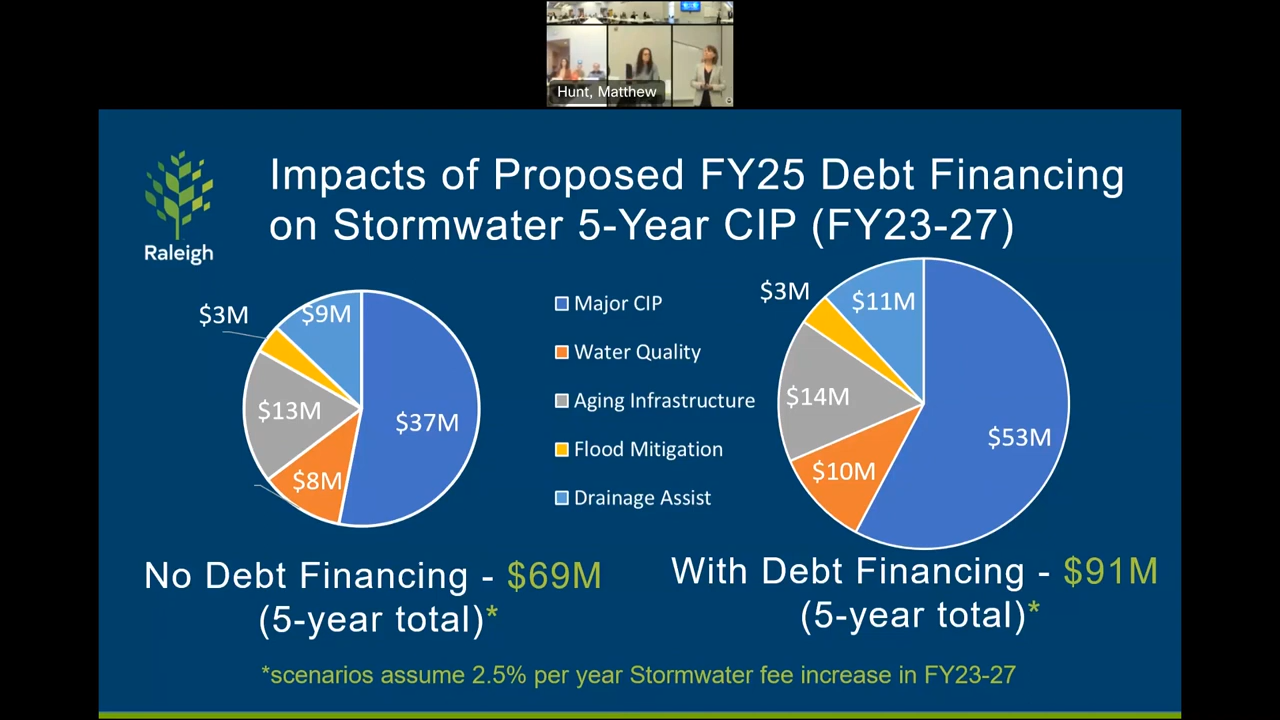 Hunt, Matthew
Impacts of Proposed FY25 Debt Financing
on Stormwater 5-Year CIP (FY23-27)
Raleigh
$3M
$9M
$13M
$37M
$8M
Major CIP
Water Quality
Aging Infrastructure
Flood Mitigation
Drainage Assist
$3M
$11M
$14M
$53M
$10M
No Debt Financing - $69M
(5-year total)*
With Debt Financing - $91M
(5-year total)*
*scenarios assume 2.5% per year Stormwater fee increase in FY23-27